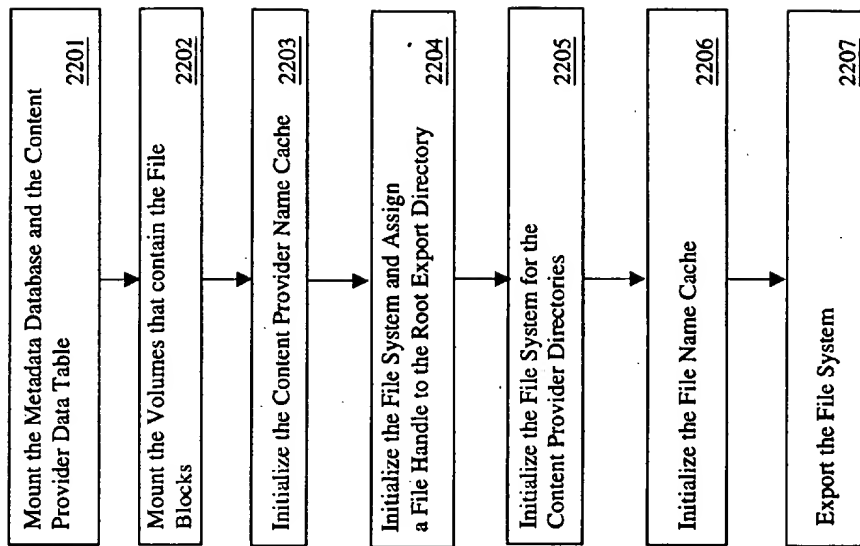 Mount the Metadata Database and the Content
Provider Data Table
2201
Mount the Volumes that contain the File
Blocks
2202
Initialize the Content Provider Name Cache
2203
Initialize the File System and Assign
a File Handle to the Root Export Directory
2204
Initialize the File System for the
Content Provider Directories
2205
Initialize the File Name Cache
2206
Export the File System
2207